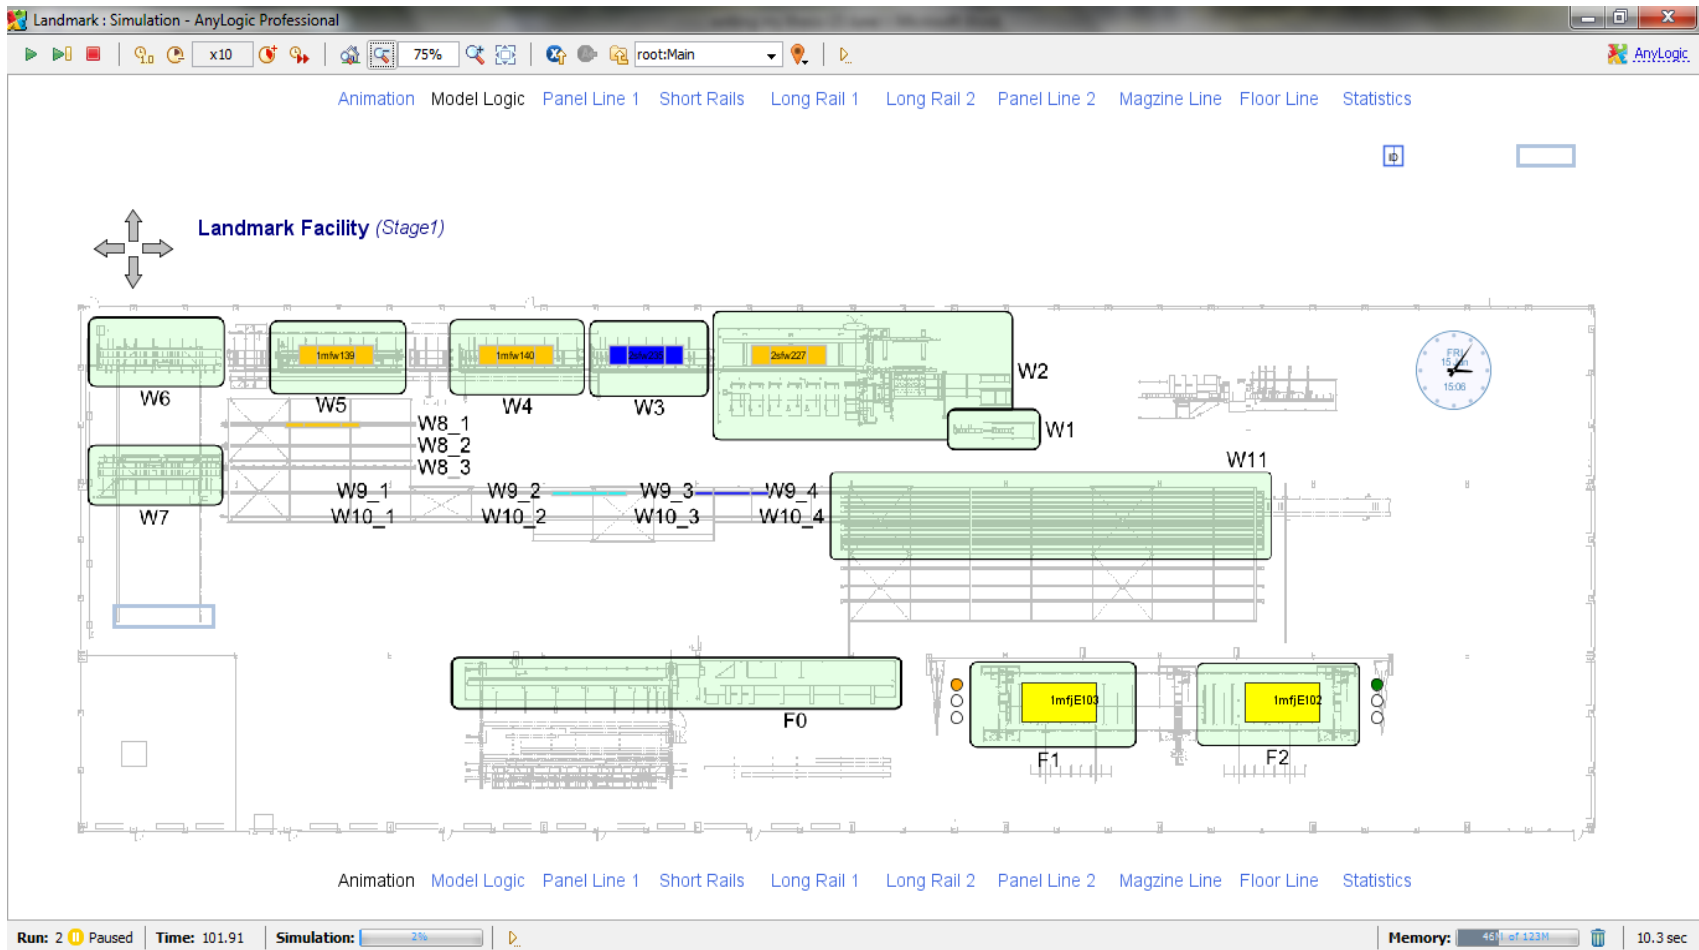 Landmark : Simulation - AnyLogic Professional
x10 75% root:Main AnyLogic
Animation Model Logic Panel Line 1 Short Rails Long Rail 1 Long Rail 2 Panel Line 2 Magzine Line Floor Line Statistics
ID
Landmark Facility (Stage1)
1mfw139 1mfw140 2sfw227
FRI
15:06
W6 W5 W4 W3 W2
W8_1
W8_2
W8_3
W1
W11
W9_1 W9_2 W9_3 W9_4
W7 W10_1 W10_2 W10_3 W10_4
1mfjE103 1mfjE102
F0 F1 F2
Animation Model Logic Panel Line 1 Short Rails Long Rail 1 Long Rail 2 Panel Line 2 Magzine Line Floor Line Statistics
Run: 2 Paused Time: 101.91 Simulation: 2% Memory: 46M of 123M 10.3 sec